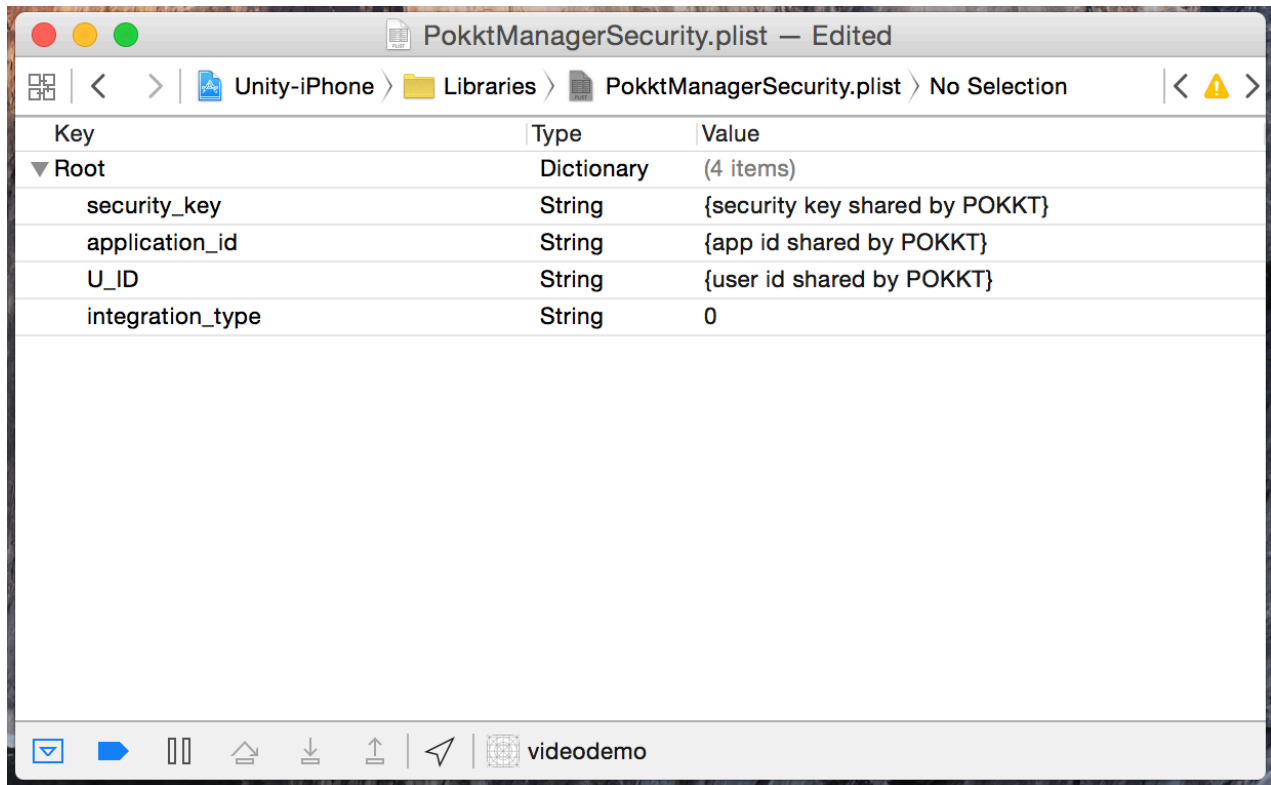 PokktManagerSecurity.plist — Edited
Unity-iPhone Libraries PokktManagerSecurity.plist No Selection
Key Type Value
Root Dictionary (4 items)
security_key String {security key shared by POKKT}
application_id String {app id shared by POKKT}
U_ID String {user id shared by POKKT}
integration_type String 0
videodemo